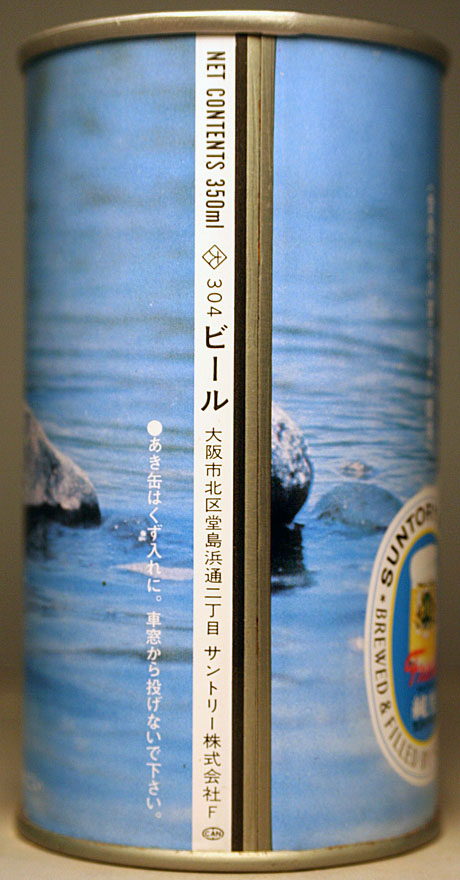 NET CONTENTS 350ml
大 304 ビール 大阪市北区堂島浜通二丁目 サントリー株式会社F
CAN
●あき缶はくず入れに。車窓から投げないで下さい。
SUNTORY
BREWED & FILLED